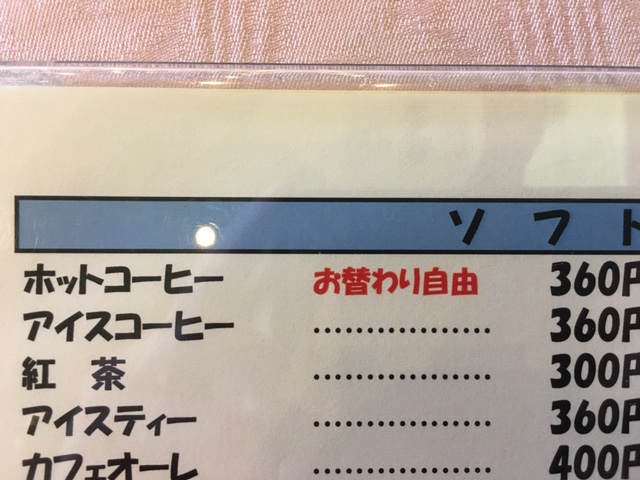 ソフト
ホットコーヒー お替わり自由 360円
アイスコーヒー ................. 360円
紅 茶 ................. 300円
アイスティー ................. 360円
カフェオーレ ................. 400円